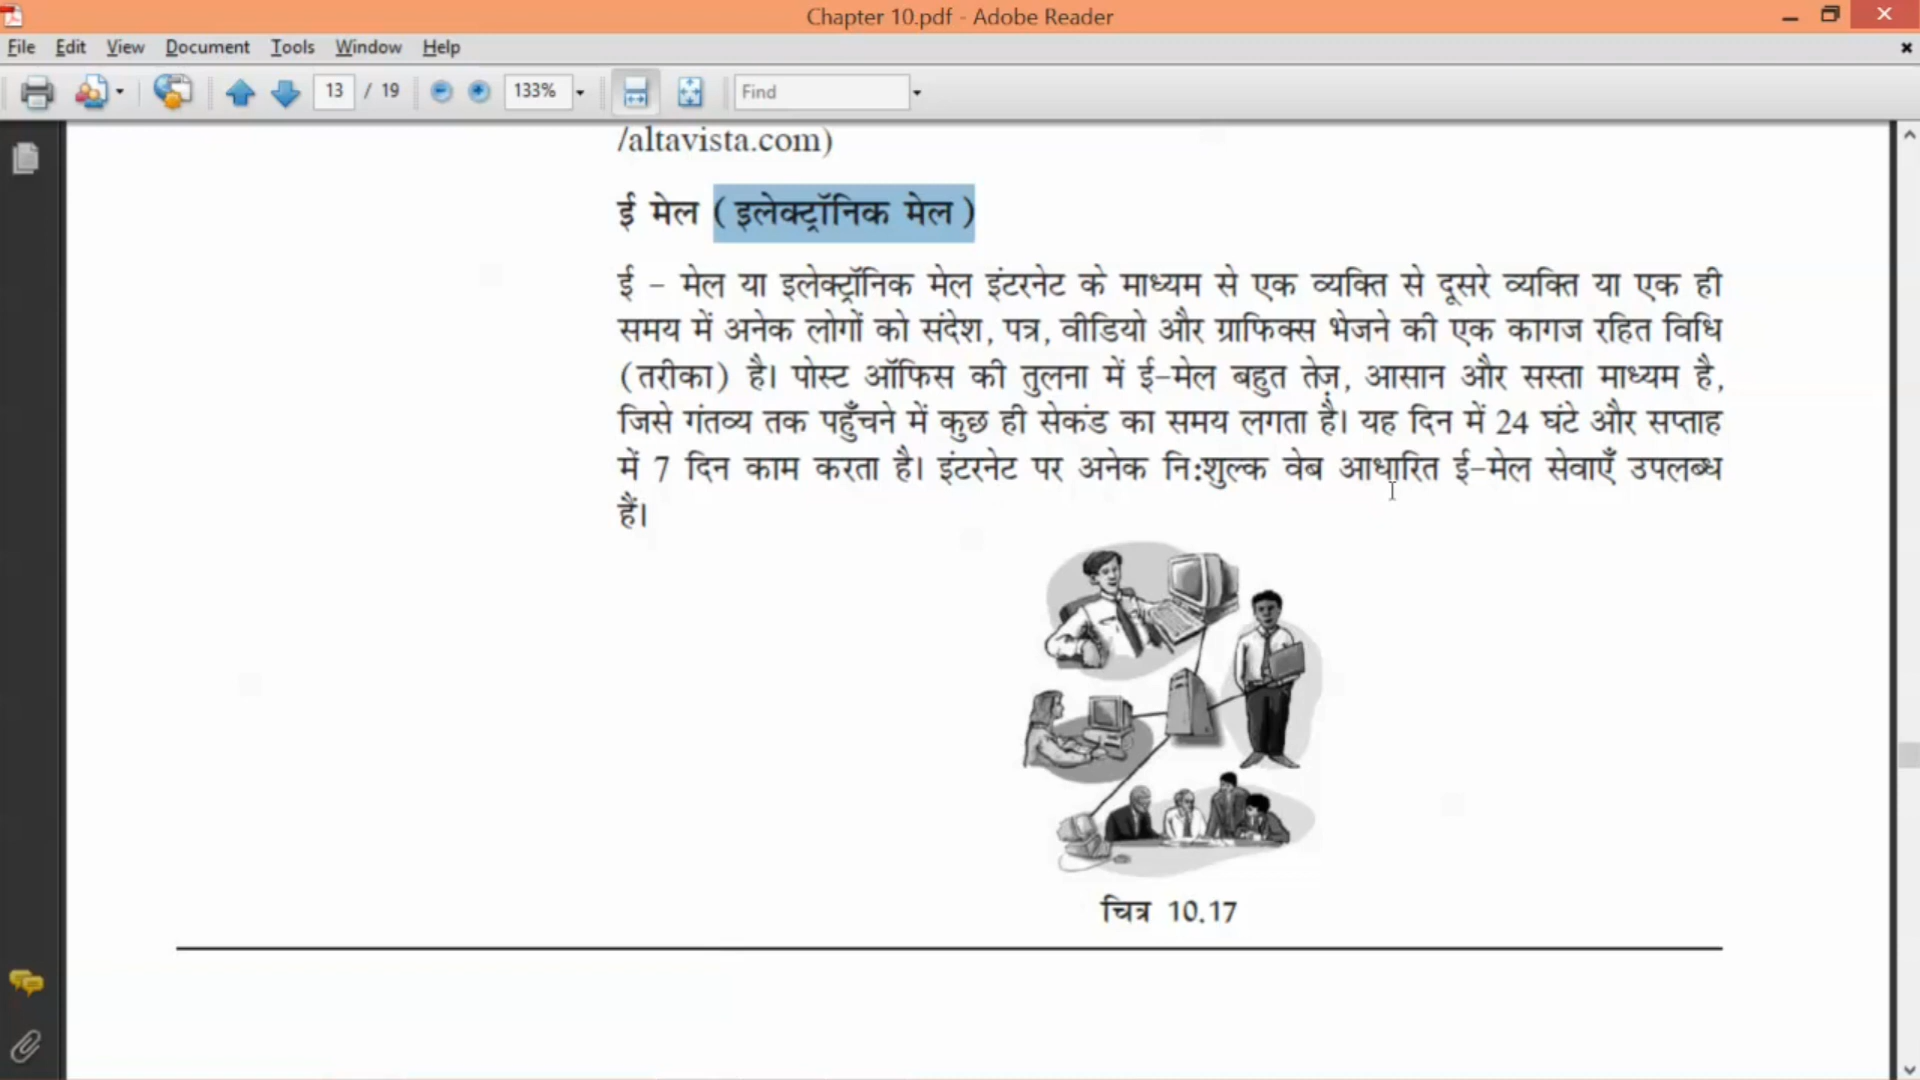 Chapter 10.pdf - Adobe Reader
File Edit View Document Tools Window Help
13 / 19 133% Find
/altavista.com)
ई मेल (इलेक्ट्रॉनिक मेल)
ई - मेल या इलेक्ट्रॉनिक मेल इंटरनेट के माध्यम से एक व्यक्ति से दूसरे व्यक्ति या एक ही
समय में अनेक लोगों को संदेश, पत्र, वीडियो और ग्राफिक्स भेजने की एक कागज रहित विधि
(तरीका) है। पोस्ट ऑफिस की तुलना में ई-मेल बहुत तेज़, आसान और सस्ता माध्यम है,
जिसे गंतव्य तक पहुँचने में कुछ ही सेकंड का समय लगता है। यह दिन में 24 घंटे और सप्ताह
में 7 दिन काम करता है। इंटरनेट पर अनेक नि:शुल्क वेब आधारित ई-मेल सेवाएँ उपलब्ध
हैं।
चित्र 10.17